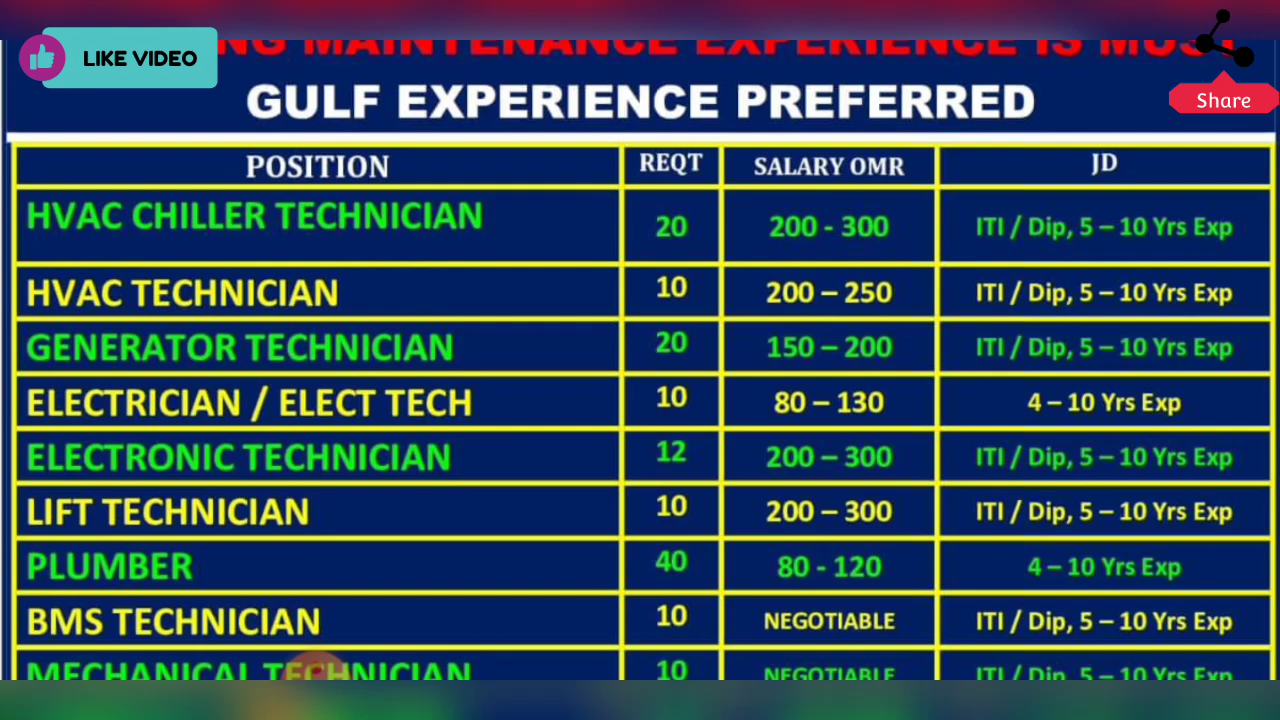 LIKE VIDEO
Share
NG MAINTENANCE EXPERIENCE IS MUST
GULF EXPERIENCE PREFERRED
POSITION REQT SALARY OMR JD
HVAC CHILLER TECHNICIAN 20 200 - 300 ITI / Dip, 5 – 10 Yrs Exp
HVAC TECHNICIAN 10 200 – 250 ITI / Dip, 5 – 10 Yrs Exp
GENERATOR TECHNICIAN 20 150 – 200 ITI / Dip, 5 – 10 Yrs Exp
ELECTRICIAN / ELECT TECH 10 80 – 130 4 – 10 Yrs Exp
ELECTRONIC TECHNICIAN 12 200 – 300 ITI / Dip, 5 – 10 Yrs Exp
LIFT TECHNICIAN 10 200 – 300 ITI / Dip, 5 – 10 Yrs Exp
PLUMBER 40 80 - 120 4 – 10 Yrs Exp
BMS TECHNICIAN 10 NEGOTIABLE ITI / Dip, 5 – 10 Yrs Exp
MECHANICAL TECHNICIAN 10 NEGOTIABLE ITI / Dip, 5 – 10 Yrs Exp